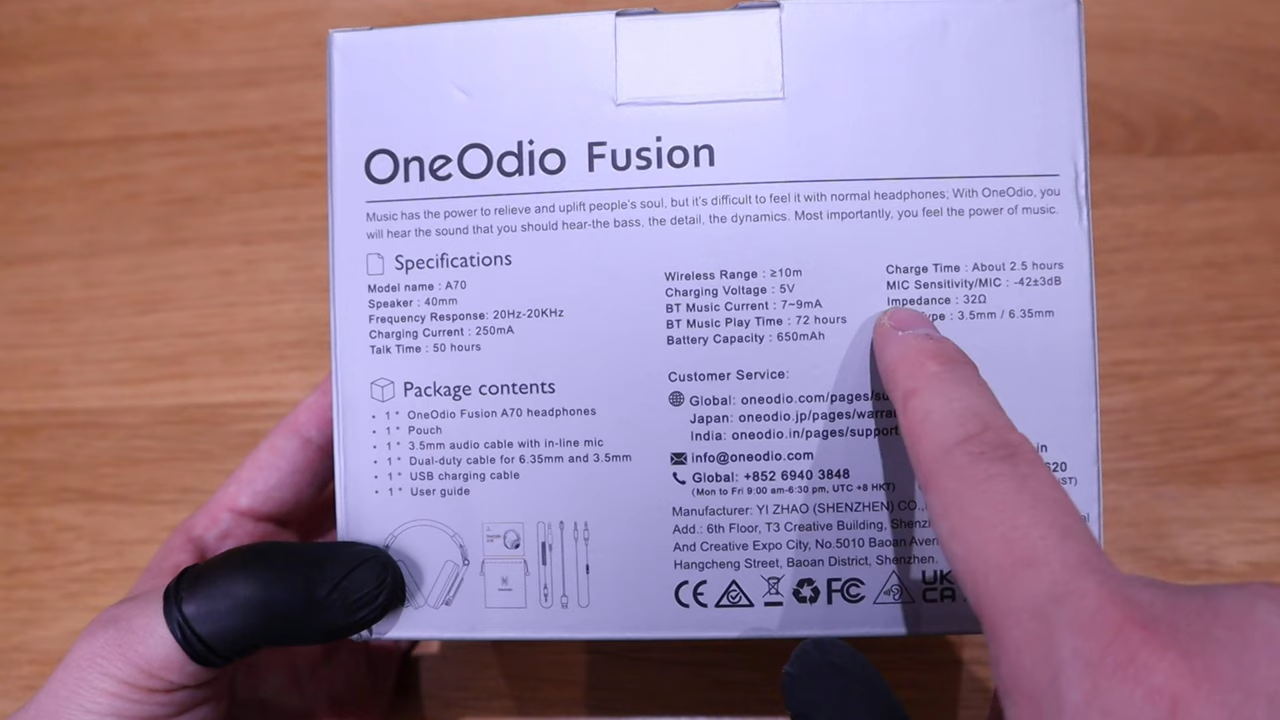 OneOdio Fusion
Music has the power to relieve and uplift people's soul, but it's difficult to feel it with normal headphones; With OneOdio, you
will hear the sound that you should hear-the bass, the detail, the dynamics. Most importantly, you feel the power of music.
Specifications
Model name : A70
Speaker : 40mm
Frequency Response: 20Hz-20KHz
Charging Current : 250mA
Talk Time : 50 hours
Wireless Range : ≥10m
Charging Voltage : 5V
BT Music Current : 7~9mA
BT Music Play Time : 72 hours
Battery Capacity : 650mAh
Charge Time : About 2.5 hours
MIC Sensitivity/MIC : -42±3dB
Impedance : 32Ω
: 3.5mm / 6.35mm
Package contents
• 1 * OneOdio Fusion A70 headphones
• 1 * Pouch
• 1 * 3.5mm audio cable with in-line mic
• 1 * Dual-duty cable for 6.35mm and 3.5mm
• 1 * USB charging cable
• 1 * User guide
Customer Service:
Global: oneodio.com/pages/
Japan: oneodio.jp/pages/
India: oneodio.in/pages/support
info@oneodio.com
Global: +852 6940 3848
(Mon to Fri 9:00 am-6:30 pm, UTC +8 HKT)
Manufacturer: YI ZHAO (SHENZHEN) CO.,
Add.: 6th Floor, T3 Creative Building,
And Creative Expo City, No.5010 Baoan
Hangcheng Street, Baoan District, Shenzhen.
CE FC UK CA